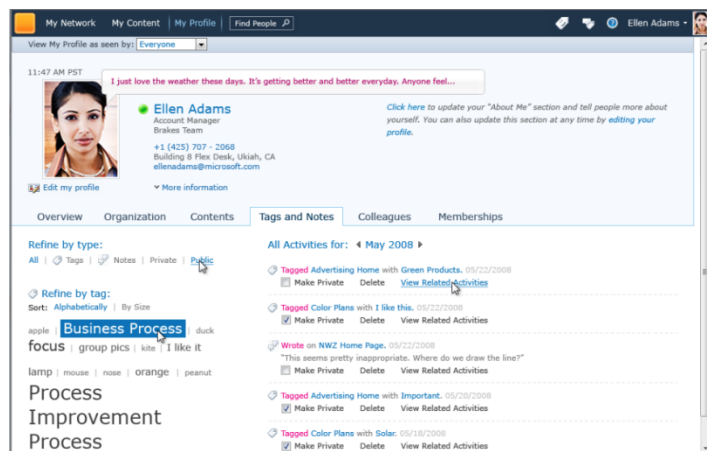 My Network My Content | My Profile | Find People
Ellen Adams
View My Profile as seen by: Everyone
11:47 AM PST
I just love the weather these days. It's getting better and better everyday. Anyone feel...
Ellen Adams
Account Manager
Brakes Team
+1 (425) 707 - 2068
Building 8 Flex Desk, Ukiah, CA
ellenadams@microsoft.com
Click here to update your "About Me" section and tell people more about
yourself. You can also update this section at any time by editing your
profile.
Edit my profile
More information
Overview Organization Contents Tags and Notes Colleagues Memberships
Refine by type:
All | Tags | Notes | Private | Public
Refine by tag:
Sort: Alphabetically | By Size
apple | Business Process | duck
focus | group pics | kite | I like it
lamp | mouse | nose | orange | peanut
Process
Improvement
Process
All Activities for: May 2008
Tagged Advertising Home with Green Products. 05/22/2008
Make Private Delete View Related Activities
Tagged Color Plans with I like this. 05/22/2008
Make Private Delete View Related Activities
Wrote on NWZ Home Page. 05/22/2008
"This seems pretty inappropriate. Where do we draw the line?"
Make Private Delete View Related Activities
Tagged Advertising Home with Important. 05/20/2008
Make Private Delete View Related Activities
Tagged Color Plans with Solar. 05/18/2008
Make Private Delete View Related Activities